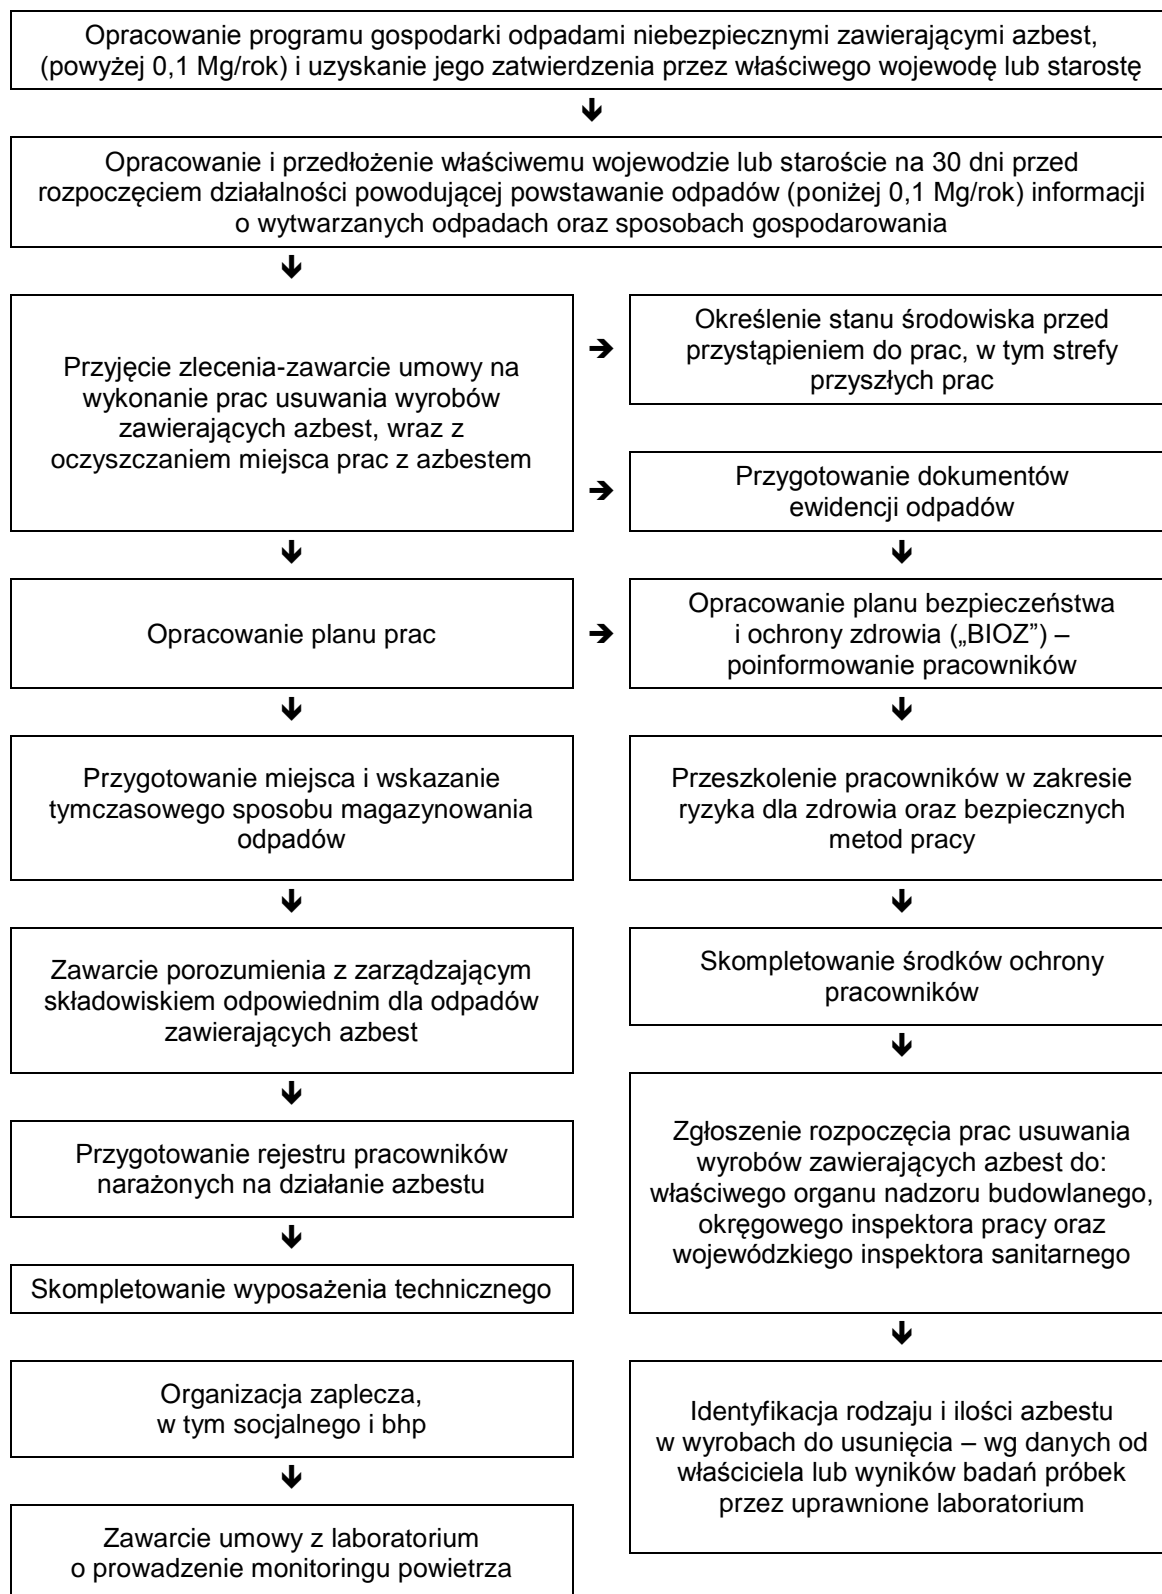 Opracowanie programu gospodarki odpadami niebezpiecznymi zawierającymi azbest,
(powyżej 0,1 Mg/rok) i uzyskanie jego zatwierdzenia przez właściwego wojewodę lub starostę
Opracowanie i przedłożenie właściwemu wojewodzie lub staroście na 30 dni przed
rozpoczęciem działalności powodującej powstawanie odpadów (poniżej 0,1 Mg/rok) informacji
o wytwarzanych odpadach oraz sposobach gospodarowania
Przyjęcie zlecenia-zawarcie umowy na
wykonanie prac usuwania wyrobów
zawierających azbest, wraz z
oczyszczaniem miejsca prac z azbestem
Określenie stanu środowiska przed
przystąpieniem do prac, w tym strefy
przyszłych prac
Przygotowanie dokumentów
ewidencji odpadów
Opracowanie planu prac
Opracowanie planu bezpieczeństwa
i ochrony zdrowia („BIOZ”) –
poinformowanie pracowników
Przygotowanie miejsca i wskazanie
tymczasowego sposobu magazynowania
odpadów
Przeszkolenie pracowników w zakresie
ryzyka dla zdrowia oraz bezpiecznych
metod pracy
Zawarcie porozumienia z zarządzającym
składowiskiem odpowiednim dla odpadów
zawierających azbest
Skompletowanie środków ochrony
pracowników
Przygotowanie rejestru pracowników
narażonych na działanie azbestu
Zgłoszenie rozpoczęcia prac usuwania
wyrobów zawierających azbest do:
właściwego organu nadzoru budowlanego,
okręgowego inspektora pracy oraz
wojewódzkiego inspektora sanitarnego
Skompletowanie wyposażenia technicznego
Organizacja zaplecza,
w tym socjalnego i bhp
Identyfikacja rodzaju i ilości azbestu
w wyrobach do usunięcia – wg danych od
właściciela lub wyników badań próbek
przez uprawnione laboratorium
Zawarcie umowy z laboratorium
o prowadzenie monitoringu powietrza